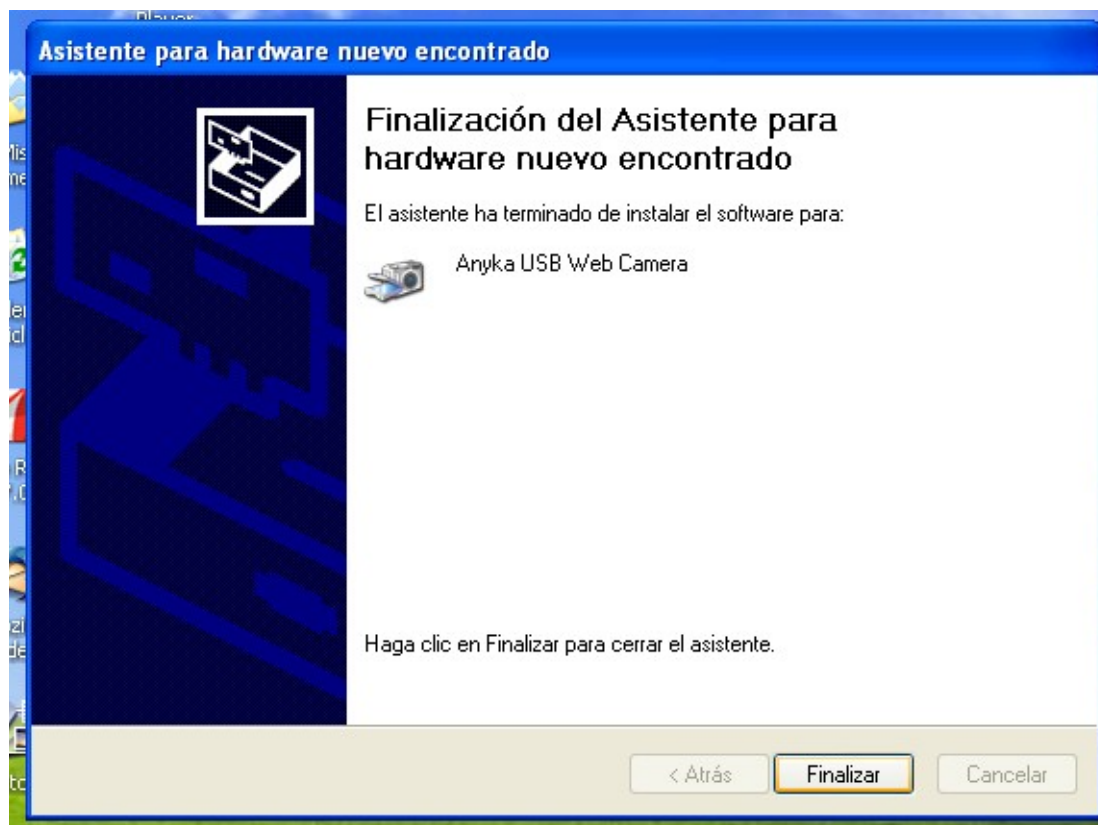 Player
Asistente para hardware nuevo encontrado
Finalización del Asistente para
hardware nuevo encontrado
El asistente ha terminado de instalar el software para:
Anyka USB Web Camera
Haga clic en Finalizar para cerrar el asistente.
< Atrás
Finalizar
Cancelar